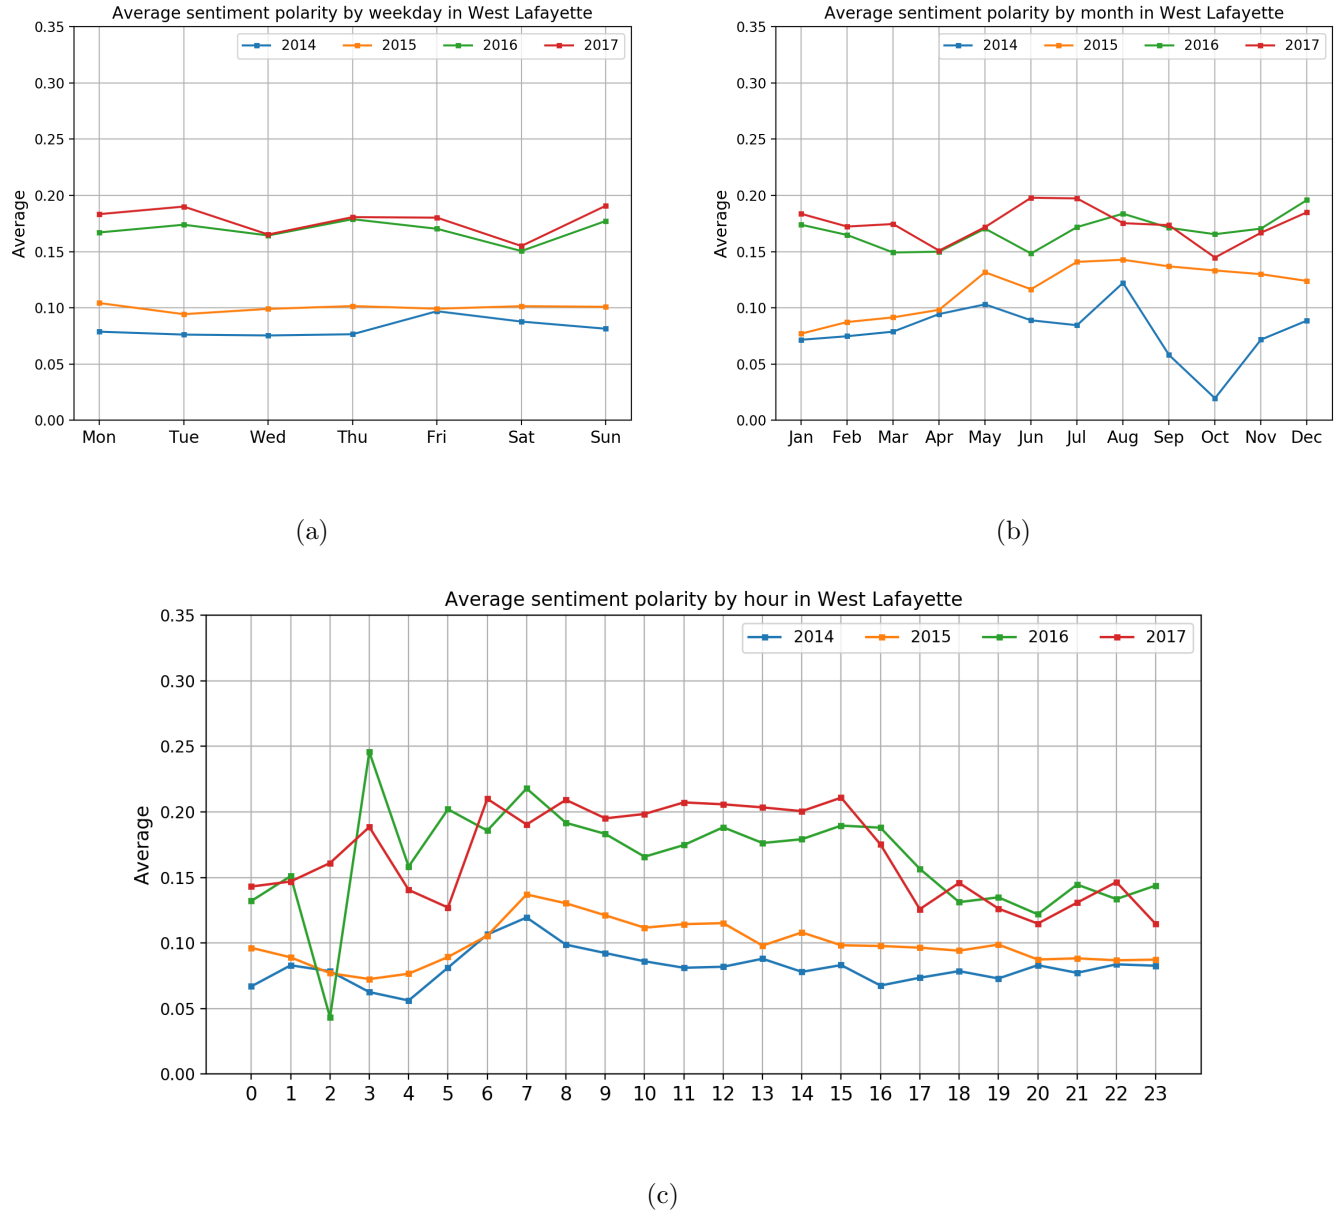 Average sentiment polarity by weekday in West Lafayette
2014 2015 2016 2017
0.35
0.30
0.25
0.20
0.15
0.10
0.05
0.00
Average
Mon Tue Wed Thu Fri Sat Sun
(a)
Average sentiment polarity by month in West Lafayette
2014 2015 2016 2017
0.35
0.30
0.25
0.20
0.15
0.10
0.05
0.00
Average
Jan Feb Mar Apr May Jun Jul Aug Sep Oct Nov Dec
(b)
Average sentiment polarity by hour in West Lafayette
2014 2015 2016 2017
0.35
0.30
0.25
0.20
0.15
0.10
0.05
0.00
Average
0 1 2 3 4 5 6 7 8 9 10 11 12 13 14 15 16 17 18 19 20 21 22 23
(c)